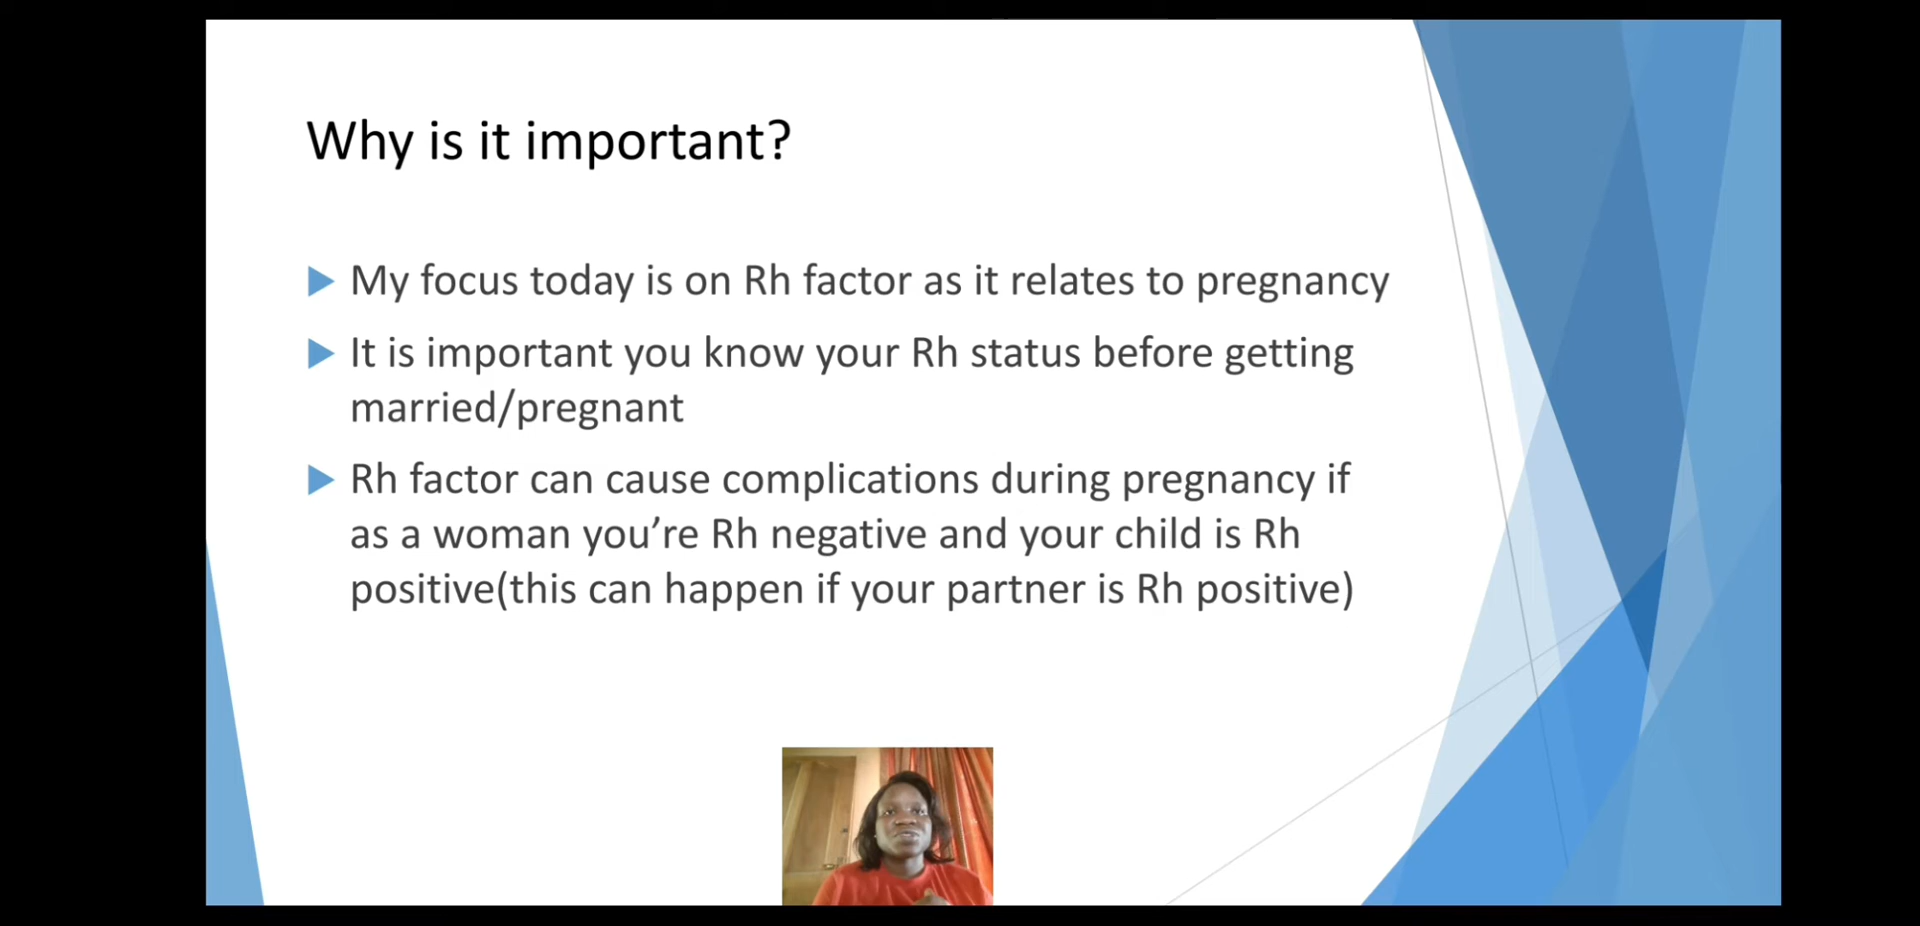 Why is it important?
My focus today is on Rh factor as it relates to pregnancy
It is important you know your Rh status before getting
married/pregnant
Rh factor can cause complications during pregnancy if
as a woman you’re Rh negative and your child is Rh
positive(this can happen if your partner is Rh positive)